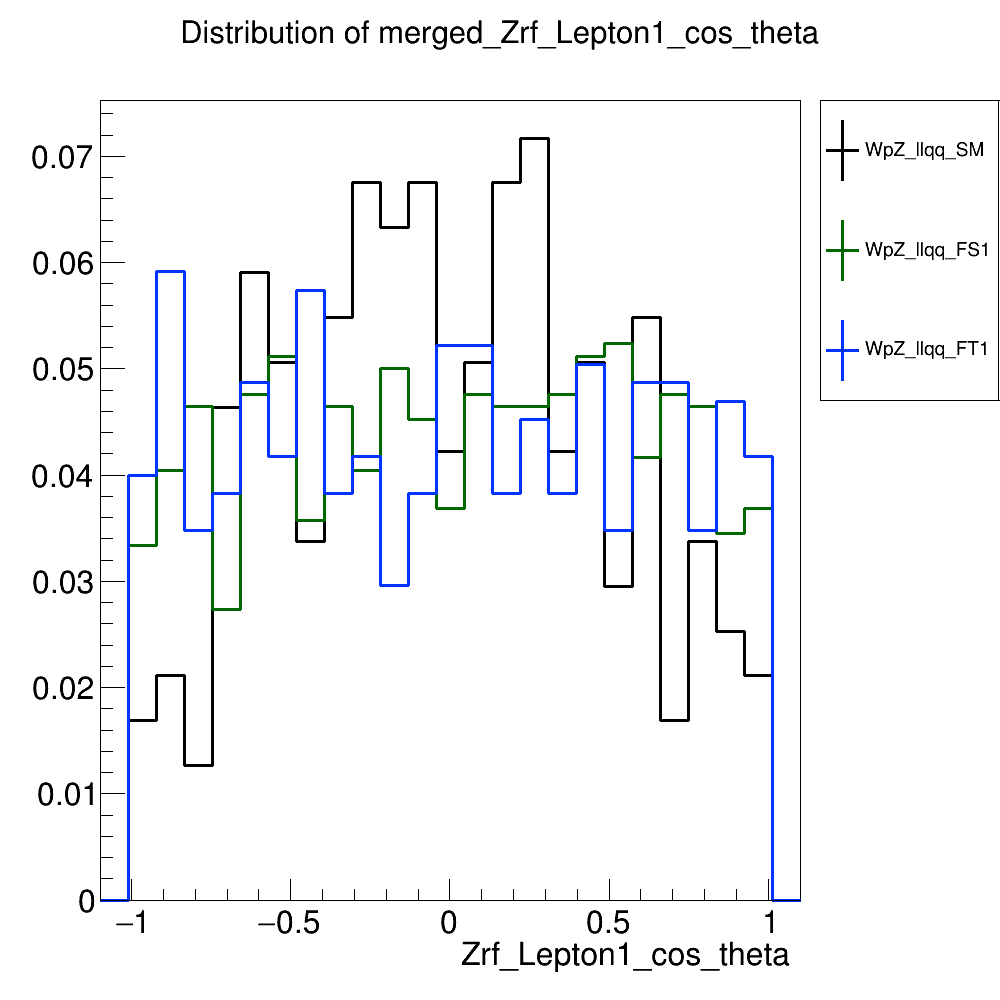 Distribution of merged_Zrf_Lepton1_cos_theta
0.07
0.06
0.05
0.04
0.03
0.02
0.01
0
−1
−0.5
0
0.5
1
Zrf_Lepton1_cos_theta
WpZ_llqq_SM
WpZ_llqq_FS1
WpZ_llqq_FT1